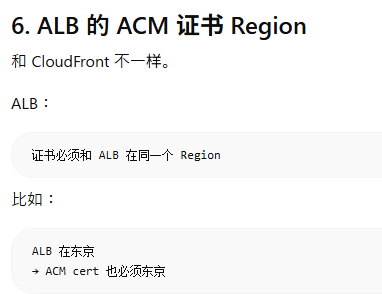 6. ALB 的 ACM 证书 Region
和 CloudFront 不一样。
ALB：
证书必须和 ALB 在同一个 Region
比如：
ALB 在东京
→ ACM cert 也必须东京